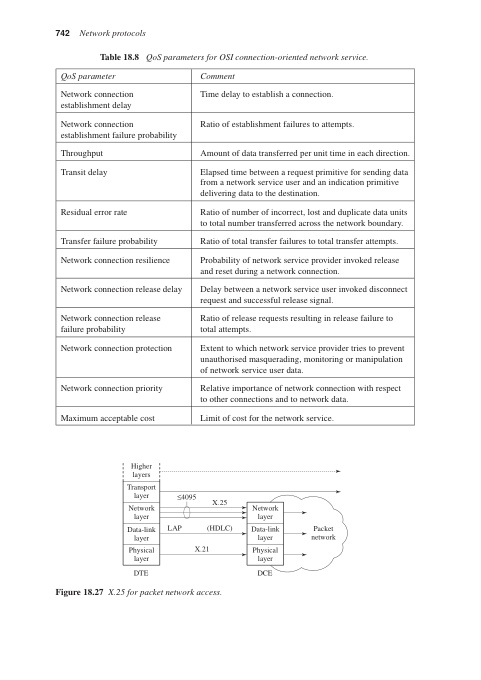 742 Network protocols
Table 18.8 QoS parameters for OSI connection-oriented network service.
QoS parameter Comment
Network connection establishment delay Time delay to establish a connection.
Network connection establishment failure probability Ratio of establishment failures to attempts.
Throughput Amount of data transferred per unit time in each direction.
Transit delay Elapsed time between a request primitive for sending data
from a network service user and an indication primitive
delivering data to the destination.
Residual error rate Ratio of number of incorrect, lost and duplicate data units
to total number transferred across the network boundary.
Transfer failure probability Ratio of total transfer failures to total transfer attempts.
Network connection resilience Probability of network service provider invoked release
and reset during a network connection.
Network connection release delay Delay between a network service user invoked disconnect
request and successful release signal.
Network connection release Ratio of release requests resulting in release failure to
failure probability total attempts.
Network connection protection Extent to which network service provider tries to prevent
unauthorised masquerading, monitoring or manipulation
of network service user data.
Network connection priority Relative importance of network connection with respect
to other connections and to network data.
Maximum acceptable cost Limit of cost for the network service.
Higher
layers
Transport
layer
≤4095
X.25
Network
layer
Network
layer
Data-link
layer
LAP (HDLC)
Data-link
layer
Packet
network
Physical
layer
X.21
Physical
layer
DTE
DCE
Figure 18.27 X.25 for packet network access.